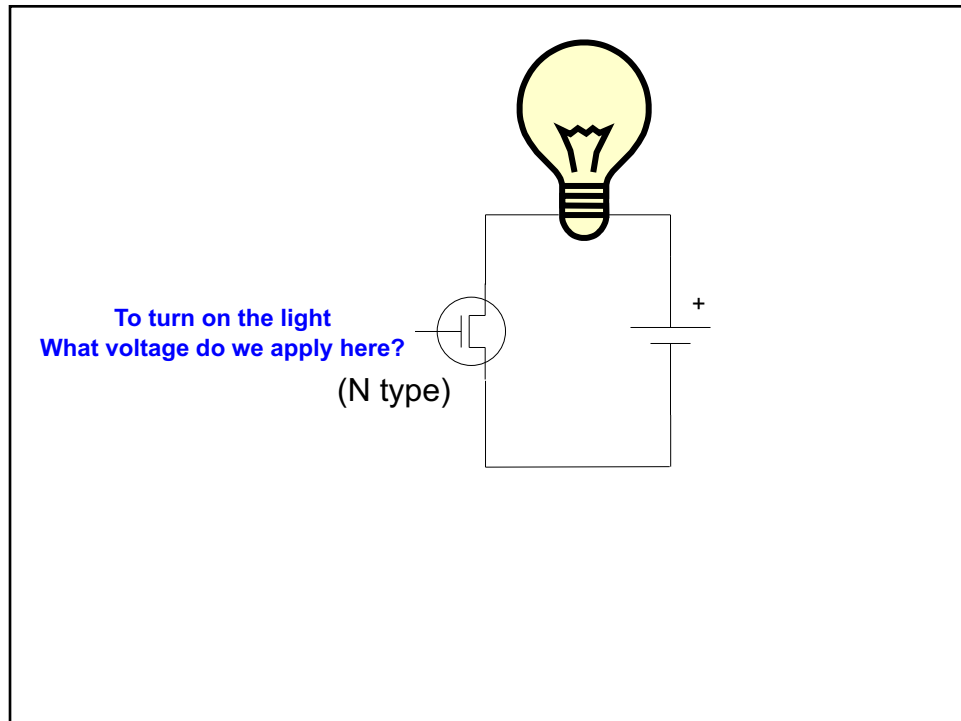 +
To turn on the light
What voltage do we apply here?
(N type)